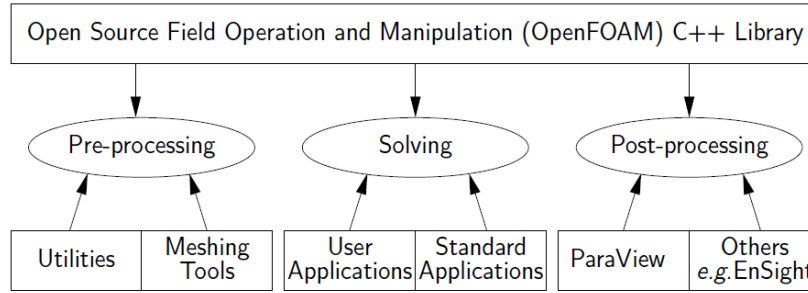 Open Source Field Operation and Manipulation (OpenFOAM) C++ Library
Pre-processing
Solving
Post-processing
Utilities
Meshing
Tools
User
Applications
Standard
Applications
ParaView
Others
e.g.EnSight